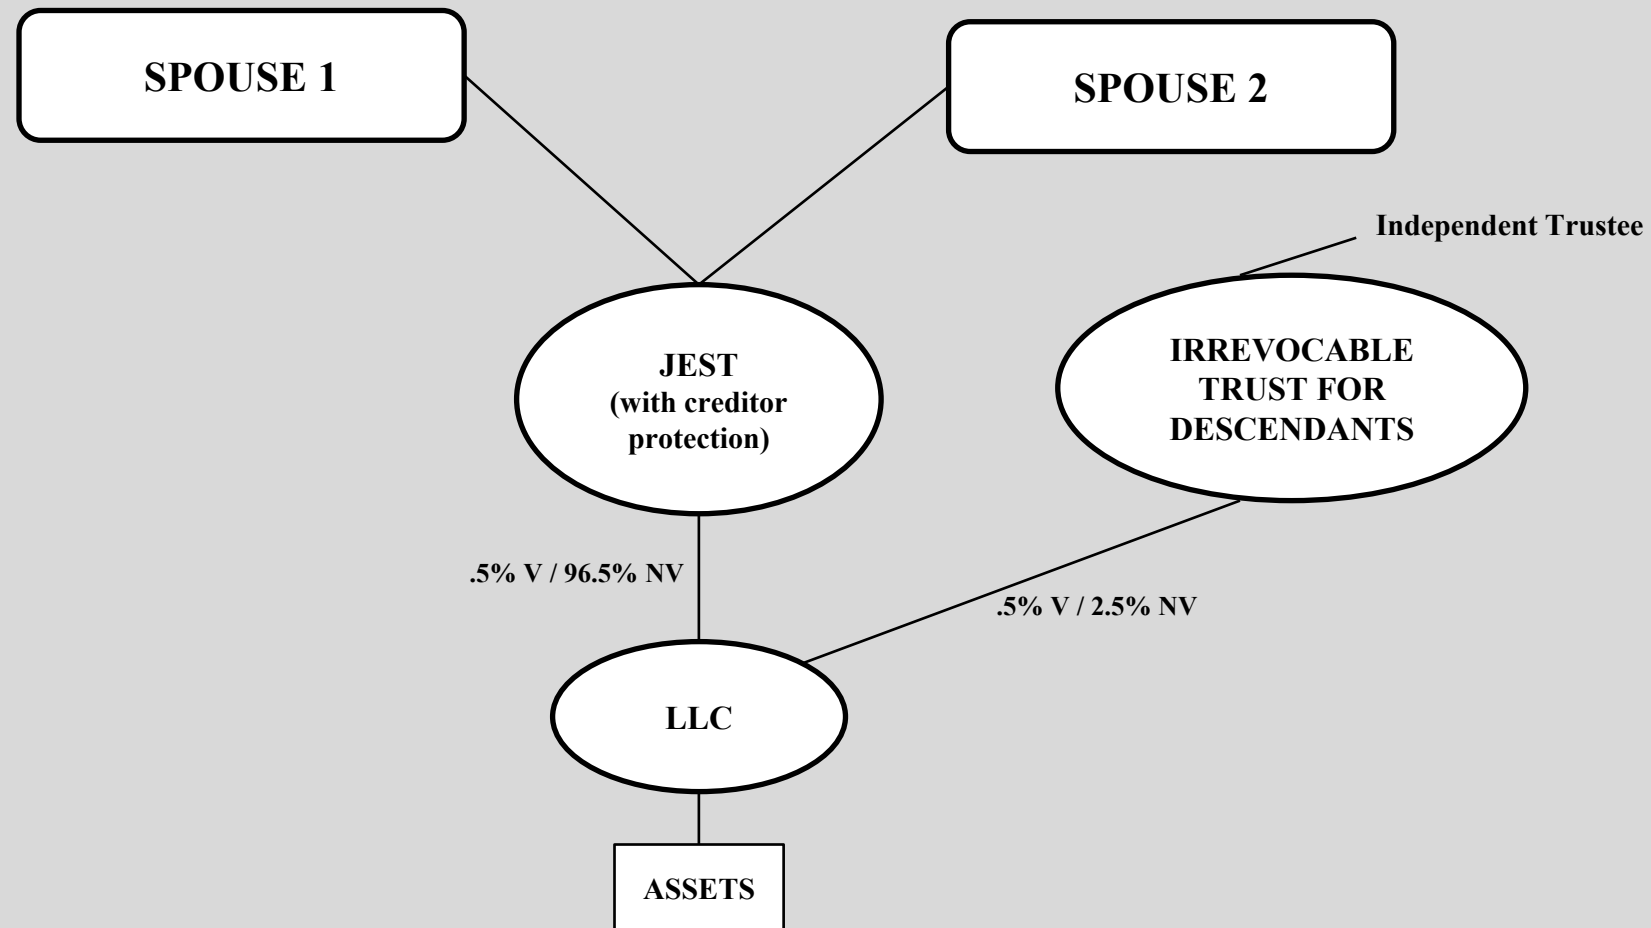 SPOUSE 1
SPOUSE 2
Independent Trustee
JEST
(with creditor
protection)
IRREVOCABLE
TRUST FOR
DESCENDANTS
.5% V / 96.5% NV
.5% V / 2.5% NV
LLC
ASSETS